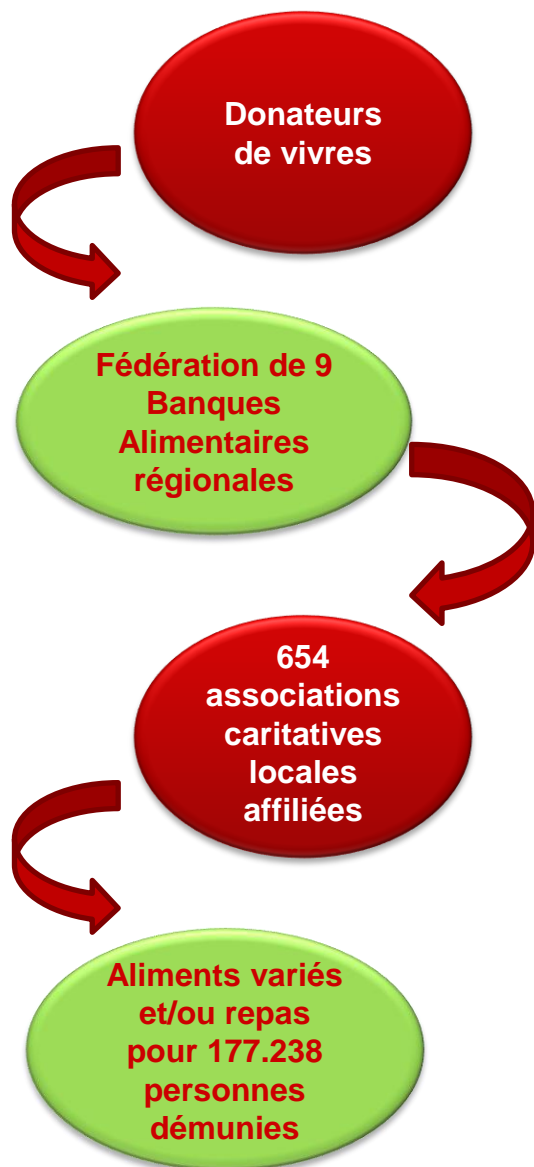 Donateurs
de vivres
Fédération de 9
Banques
Alimentaires
régionales
654
associations
caritatives
locales
affiliées
Aliments variés
et/ou repas
pour 177.238
personnes
démunies